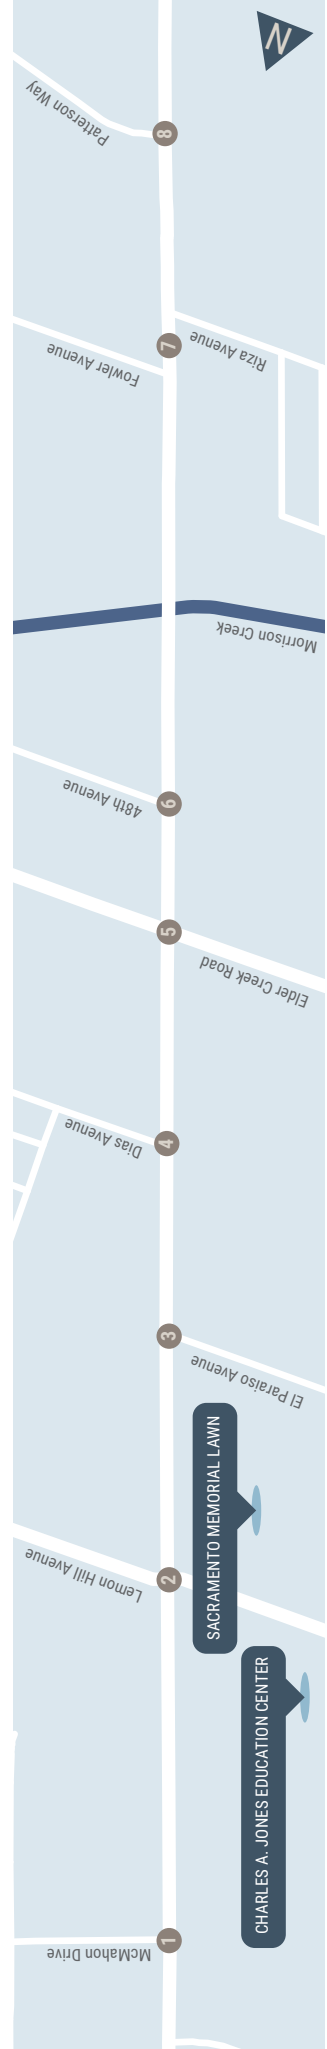 N
Patterson Way
8
Fowler Avenue
7
Riza Avenue
Morrison Creek
48th Avenue
6
5
Elder Creek Road
Dias Avenue
4
3
El Paraiso Avenue
SACRAMENTO MEMORIAL LAWN
Lemon Hill Avenue
2
CHARLES A. JONES EDUCATION CENTER
McMahon Drive
1